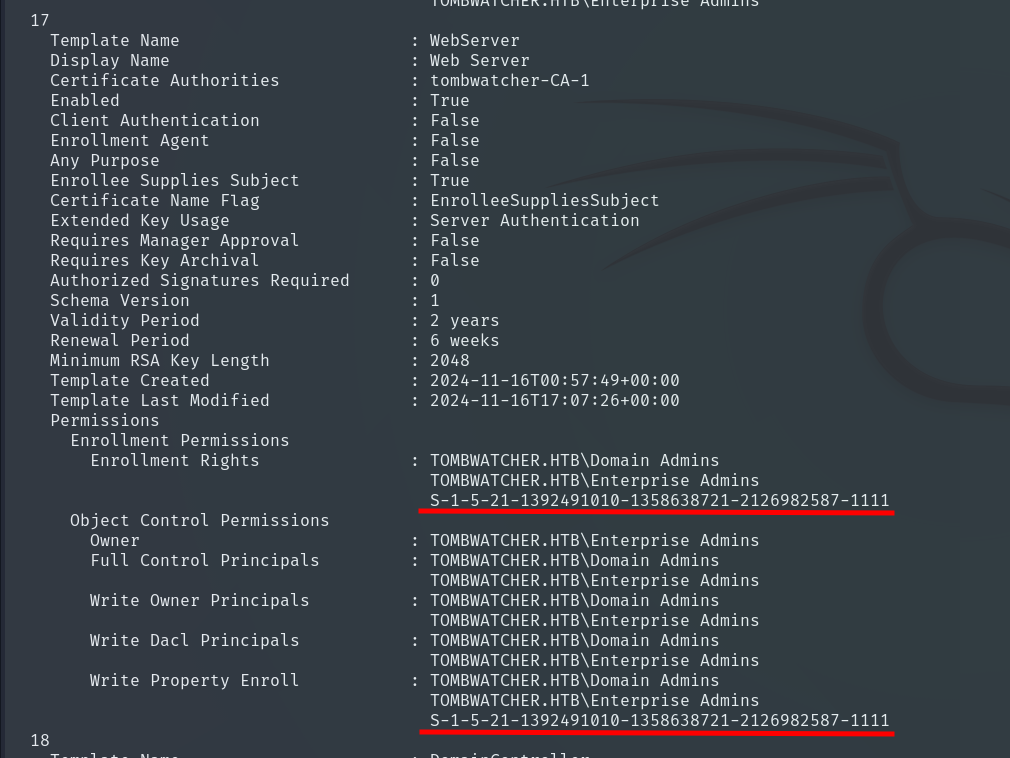 TOMBWATCHER.HTB\Enterprise Admins
17
Template Name : WebServer
Display Name : Web Server
Certificate Authorities : tombwatcher-CA-1
Enabled : True
Client Authentication : False
Enrollment Agent : False
Any Purpose : False
Enrollee Supplies Subject : True
Certificate Name Flag : EnrolleeSuppliesSubject
Extended Key Usage : Server Authentication
Requires Manager Approval : False
Requires Key Archival : False
Authorized Signatures Required : 0
Schema Version : 1
Validity Period : 2 years
Renewal Period : 6 weeks
Minimum RSA Key Length : 2048
Template Created : 2024-11-16T00:57:49+00:00
Template Last Modified : 2024-11-16T17:07:26+00:00
Permissions
Enrollment Permissions
Enrollment Rights : TOMBWATCHER.HTB\Domain Admins
TOMBWATCHER.HTB\Enterprise Admins
S-1-5-21-1392491010-1358638721-2126982587-1111
Object Control Permissions
Owner : TOMBWATCHER.HTB\Enterprise Admins
Full Control Principals : TOMBWATCHER.HTB\Domain Admins
TOMBWATCHER.HTB\Enterprise Admins
Write Owner Principals : TOMBWATCHER.HTB\Domain Admins
TOMBWATCHER.HTB\Enterprise Admins
Write Dacl Principals : TOMBWATCHER.HTB\Domain Admins
TOMBWATCHER.HTB\Enterprise Admins
Write Property Enroll : TOMBWATCHER.HTB\Domain Admins
TOMBWATCHER.HTB\Enterprise Admins
S-1-5-21-1392491010-1358638721-2126982587-1111
18
Template Name : DomainController